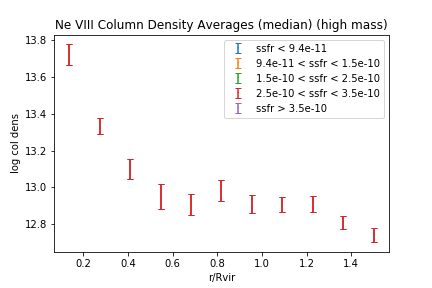 Ne VIII Column Density Averages (median) (high mass)
ssfr < 9.4e-11
9.4e-11 < ssfr < 1.5e-10
1.5e-10 < ssfr < 2.5e-10
2.5e-10 < ssfr < 3.5e-10
ssfr > 3.5e-10
log col dens
13.8
13.6
13.4
13.2
13.0
12.8
0.2 0.4 0.6 0.8 1.0 1.2 1.4
r/Rvir